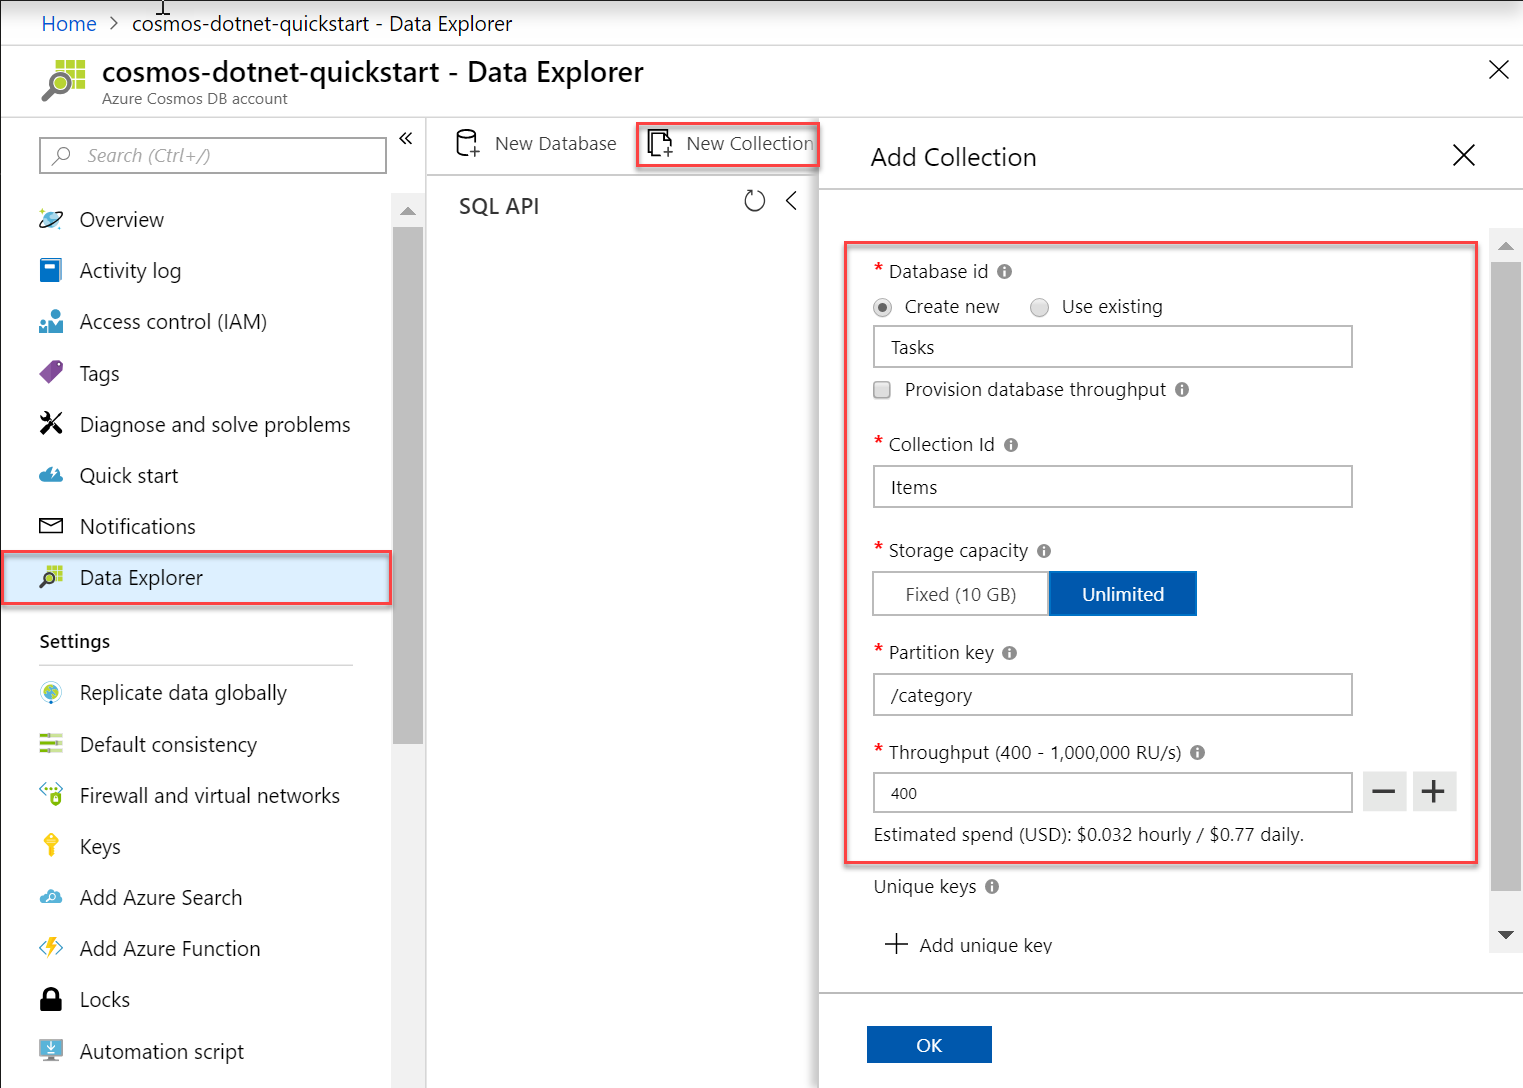 Home > cosmos-dotnet-quickstart - Data Explorer
cosmos-dotnet-quickstart - Data Explorer
Azure Cosmos DB account
Search (Ctrl+/)
Overview
Activity log
Access control (IAM)
Tags
Diagnose and solve problems
Quick start
Notifications
Data Explorer
Settings
Replicate data globally
Default consistency
Firewall and virtual networks
Keys
Add Azure Search
Add Azure Function
Locks
Automation script
New Database
New Collection
SQL API
Add Collection
* Database id
Create new
Use existing
Tasks
Provision database throughput
* Collection Id
Items
* Storage capacity
Fixed (10 GB)
Unlimited
* Partition key
/category
* Throughput (400 - 1,000,000 RU/s)
400
Estimated spend (USD): $0.032 hourly / $0.77 daily.
Unique keys
Add unique key
OK